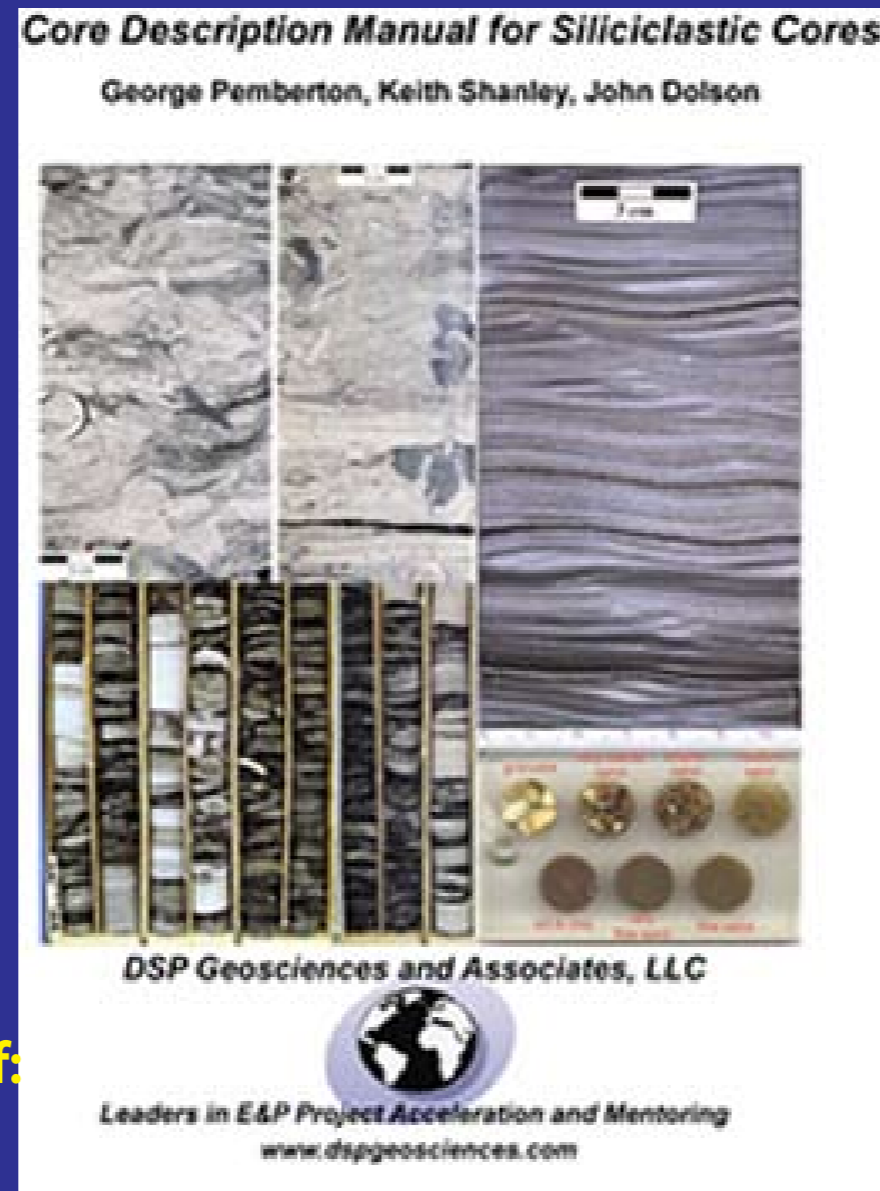 Core Description Manual for Siliciclastic Cores
George Pemberton, Keith Shanley, John Dolson
DSP Geosciences and Associates, LLC
f:
Leaders in E&P Project Acceleration and Mentoring
www.dspgeosciences.com